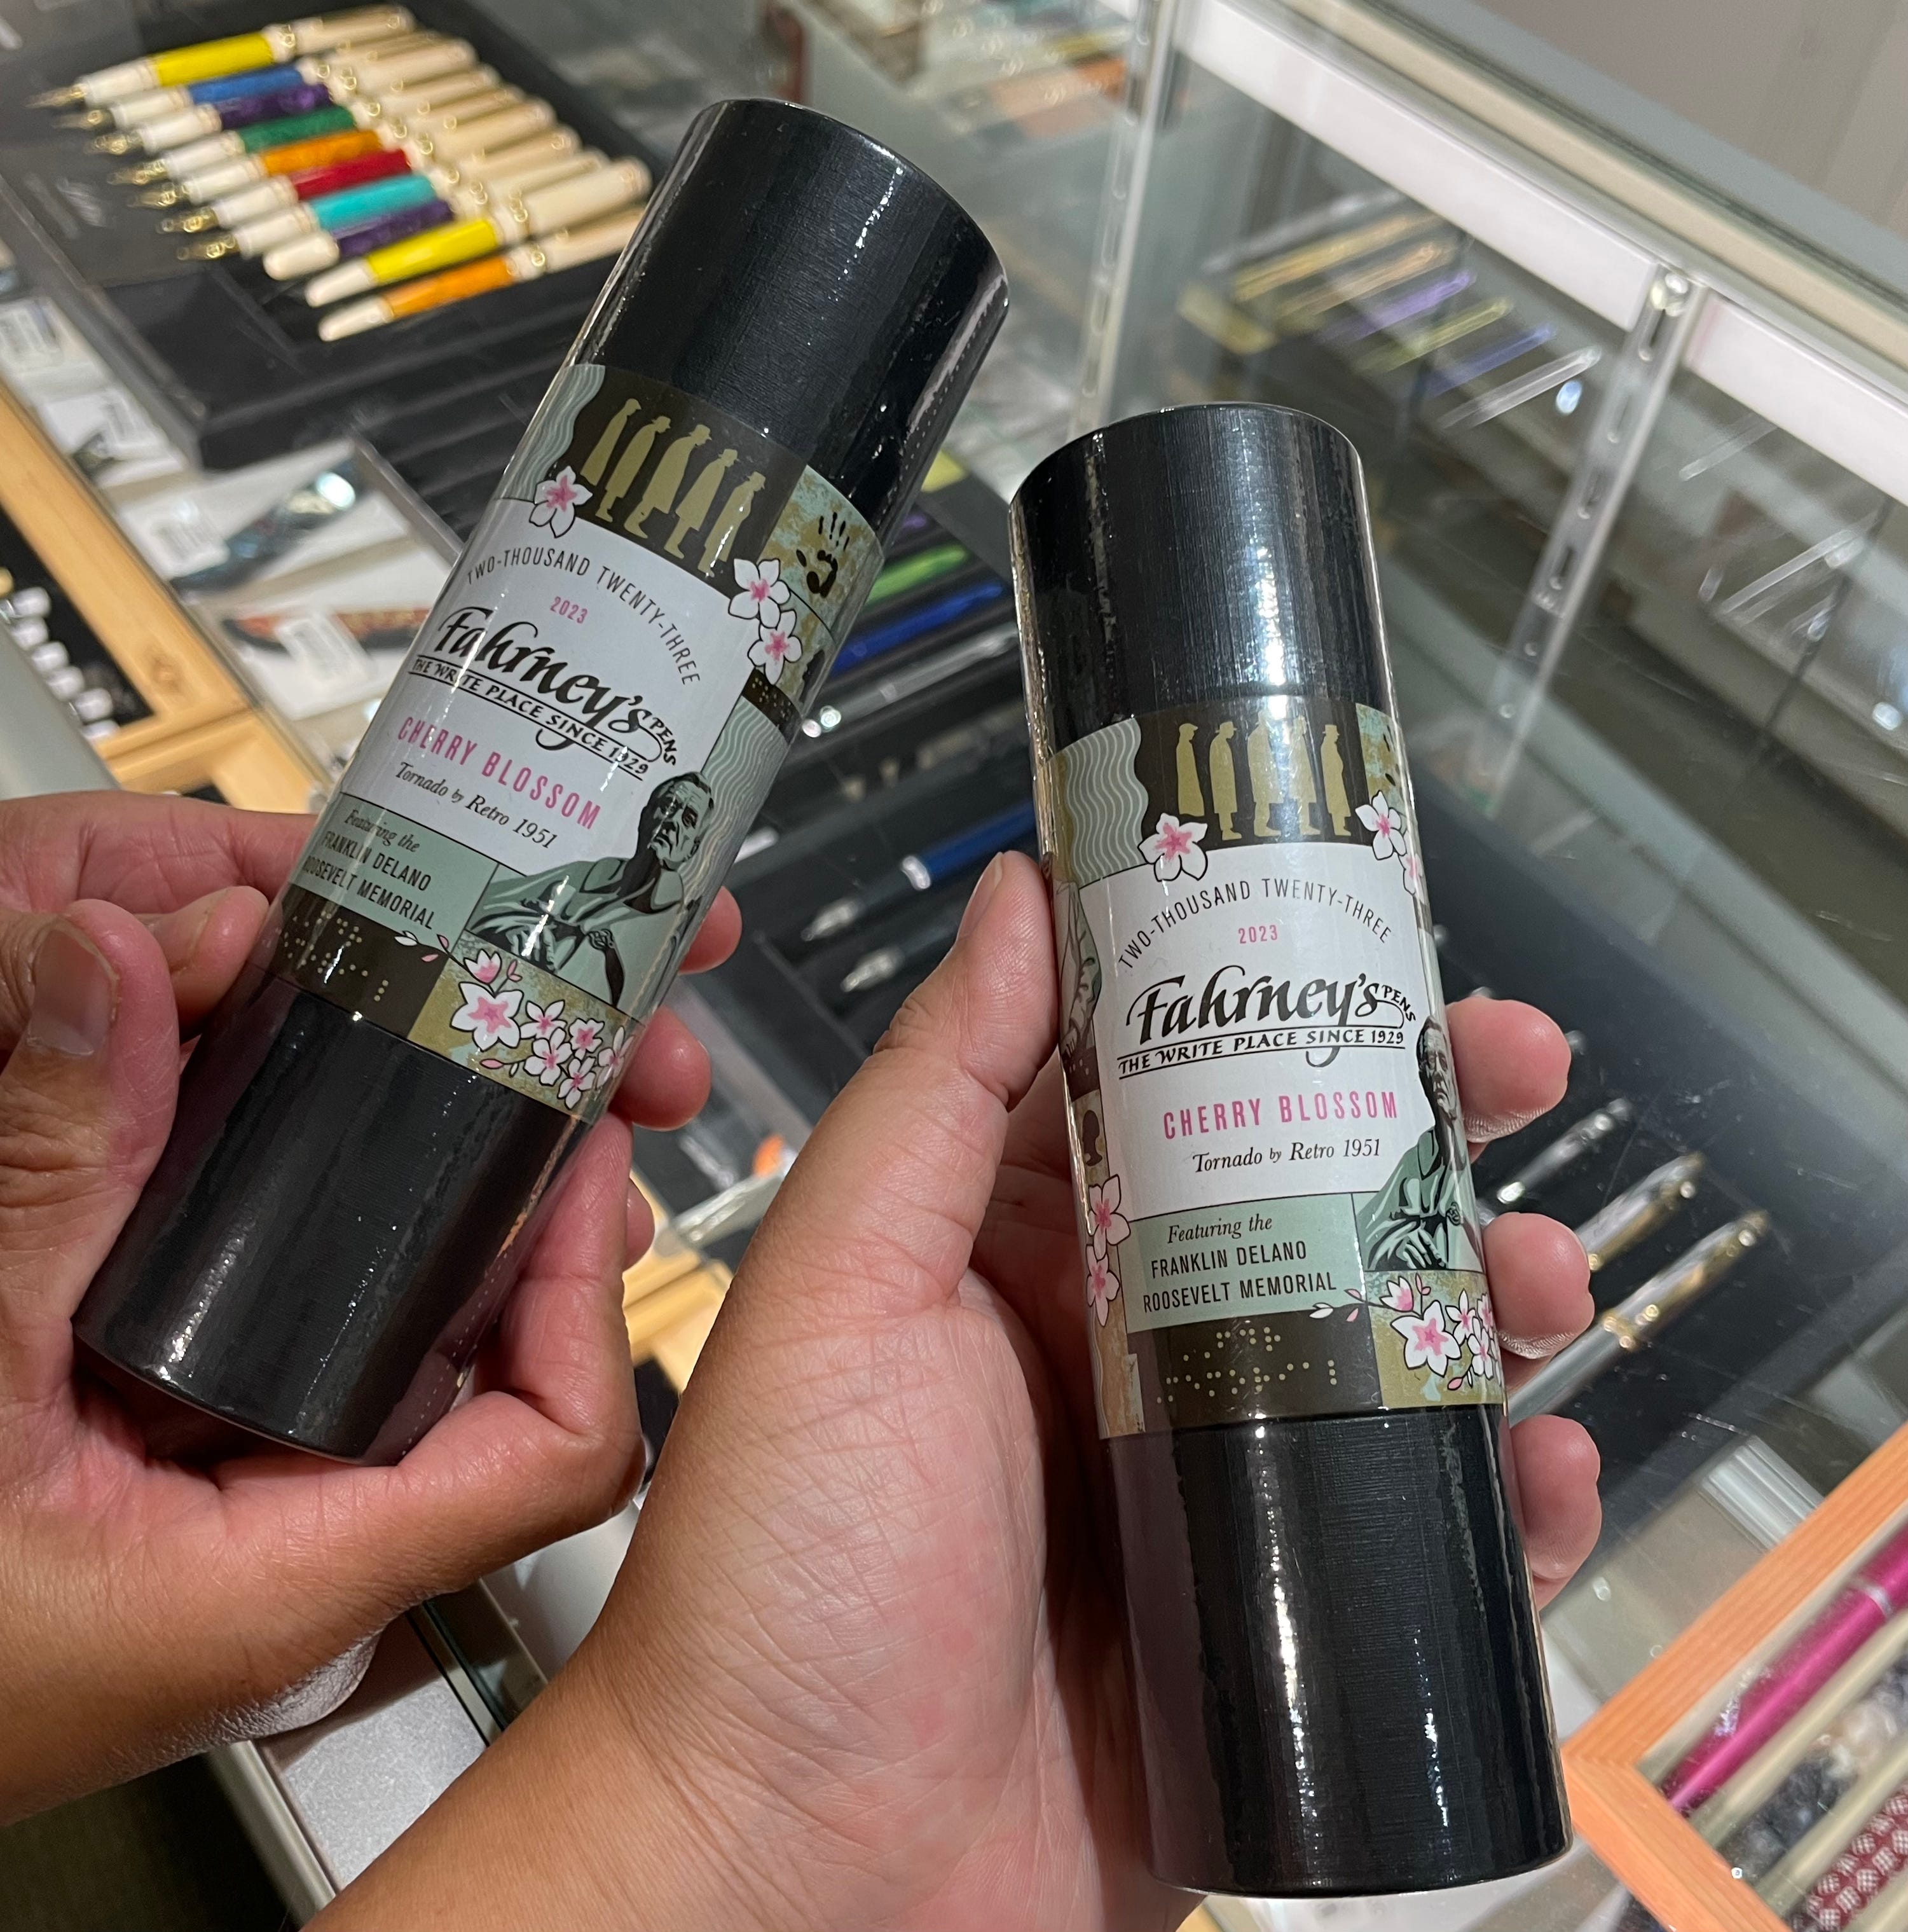 TWO-THOUSAND TWENTY-THREE
2023
Fahrney's PENS
THE WRITE PLACE SINCE 1929
CHERRY BLOSSOM
Tornado by Retro 1951
Featuring the
FRANKLIN DELANO
ROOSEVELT MEMORIAL
TWO-THOUSAND TWENTY-THREE
2023
Fahrney's PENS
THE WRITE PLACE SINCE 1929
CHERRY BLOSSOM
Tornado by Retro 1951
Featuring the
FRANKLIN DELANO
ROOSEVELT MEMORIAL